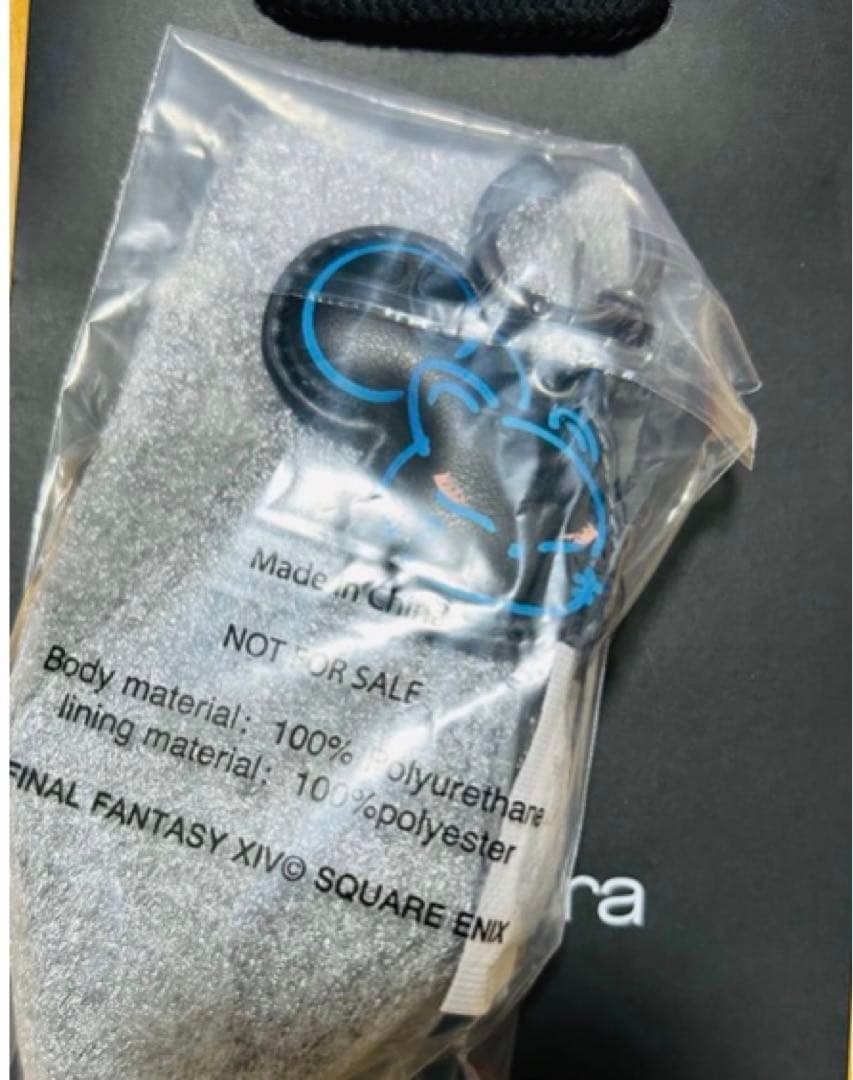 Made in China
NOT FOR SALE
Body material: 100% Polyurethane
lining material: 100%polyester
FINAL FANTASY XIV© SQUARE ENIX
ra